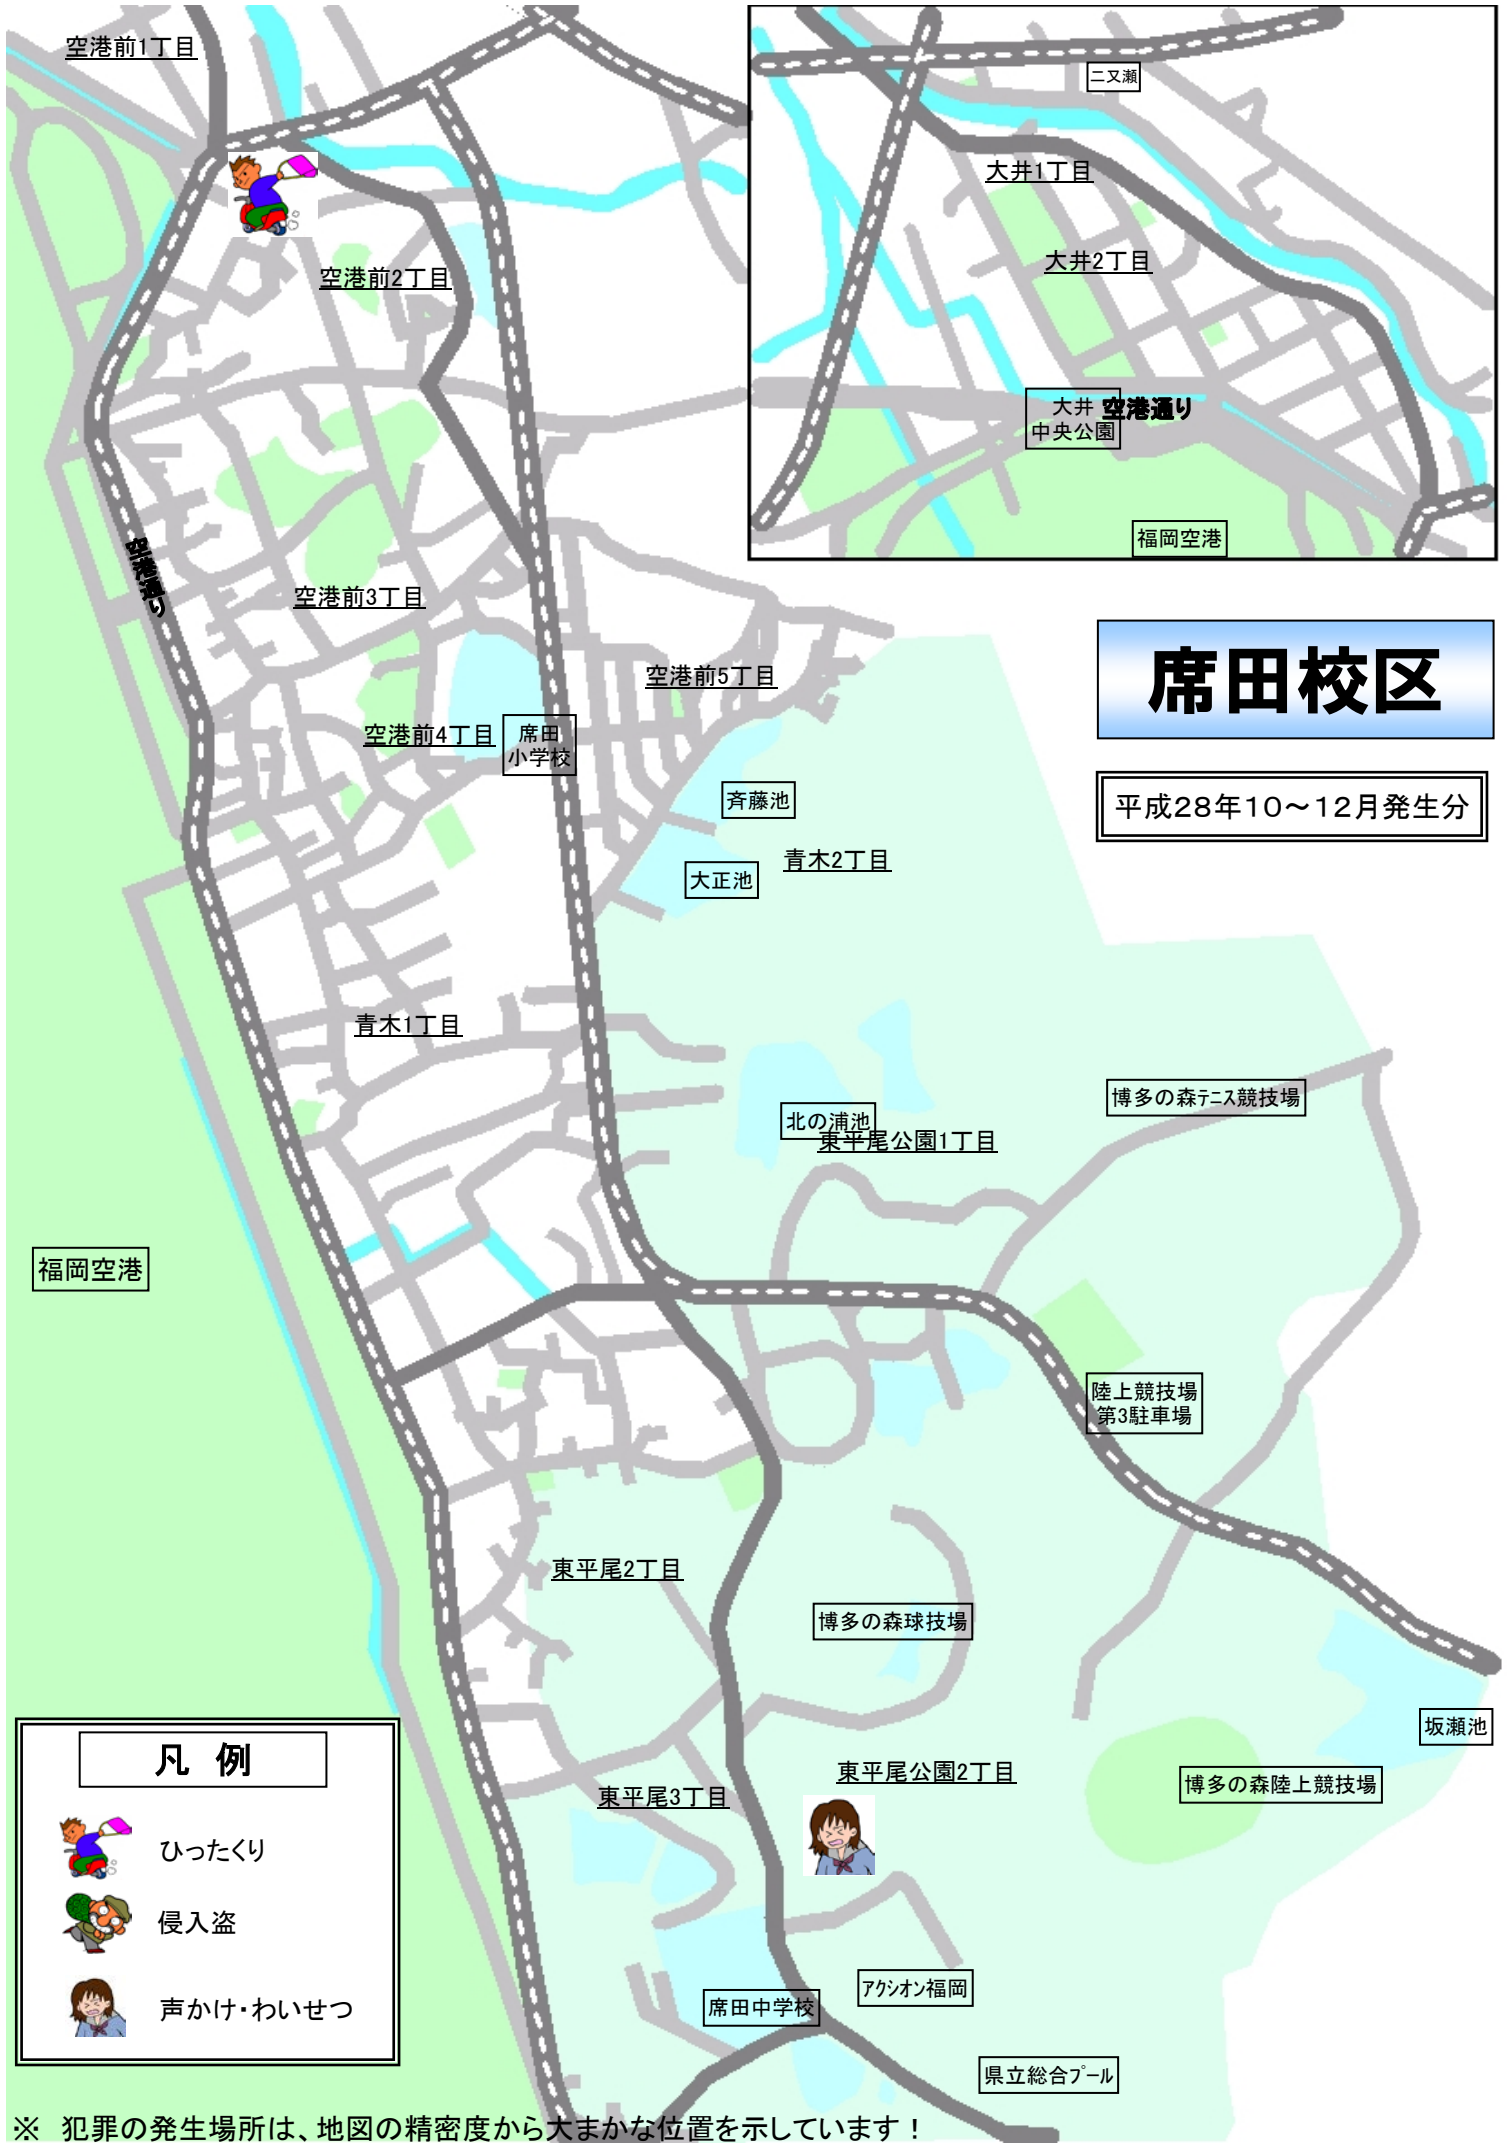 空港前1丁目
二又瀬
大井1丁目
大井2丁目
空港前2丁目
大井
中央公園
空港通り
福岡空港
空港通り
空港前3丁目
席田校区
空港前5丁目
空港前4丁目
席田
小学校
平成28年10～12月発生分
斉藤池
青木2丁目
大正池
青木1丁目
博多の森ﾃﾆｽ競技場
北の浦池
東平尾公園1丁目
福岡空港
陸上競技場
第3駐車場
東平尾2丁目
博多の森球技場
坂瀬池
東平尾公園2丁目
博多の森陸上競技場
東平尾3丁目
凡 例
ひったくり
侵入盗
声かけ・わいせつ
アクシオン福岡
席田中学校
県立総合プール
※ 犯罪の発生場所は、地図の精密度から大まかな位置を示しています！